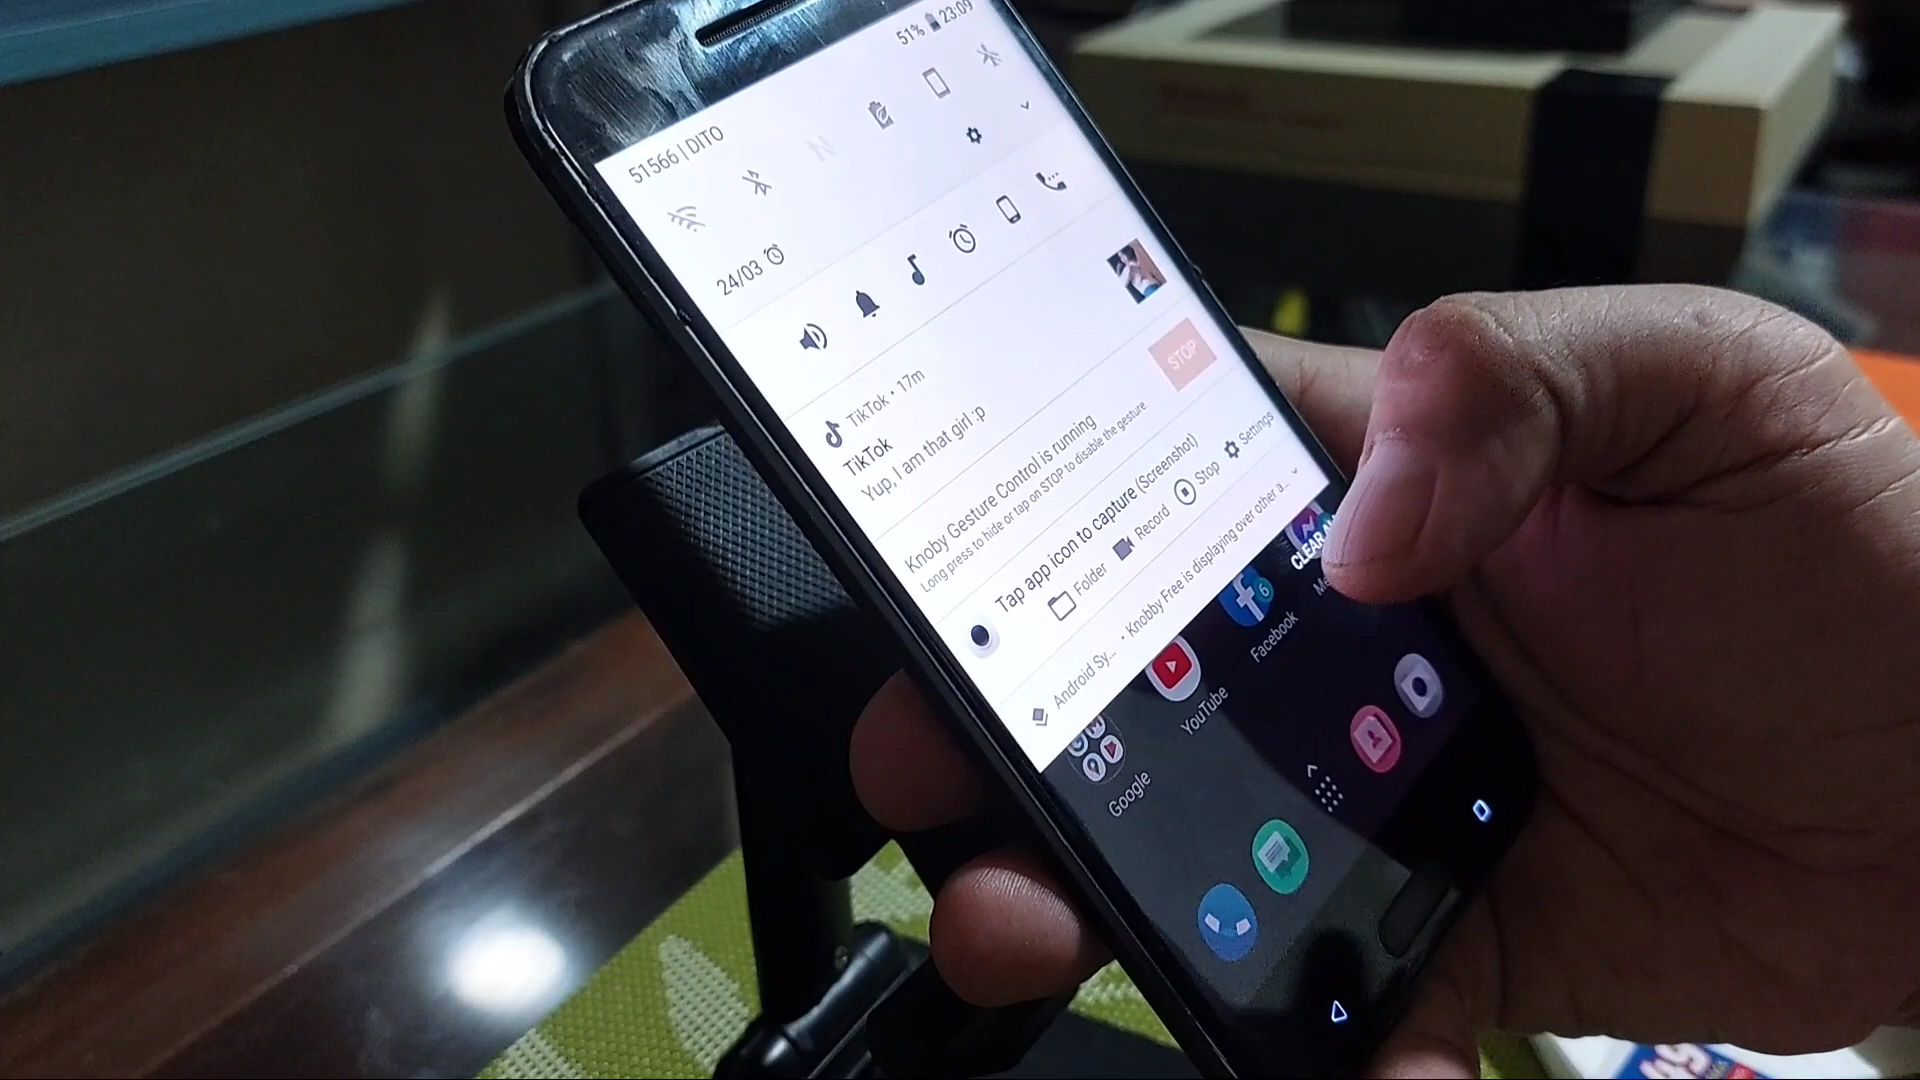 51% 23:09
51566 | DITO
24/03
TikTok • 17m
TikTok
Yup, I am that girl :p
Knoby Gesture Control is running
Long press to hide or tap on STOP to disable the gesture
STOP
Tap app icon to capture (Screenshot)
Folder Record Stop Settings
Android Sy... • Knobby Free is displaying over other a...
CLEAR
Google
YouTube
6
Facebook